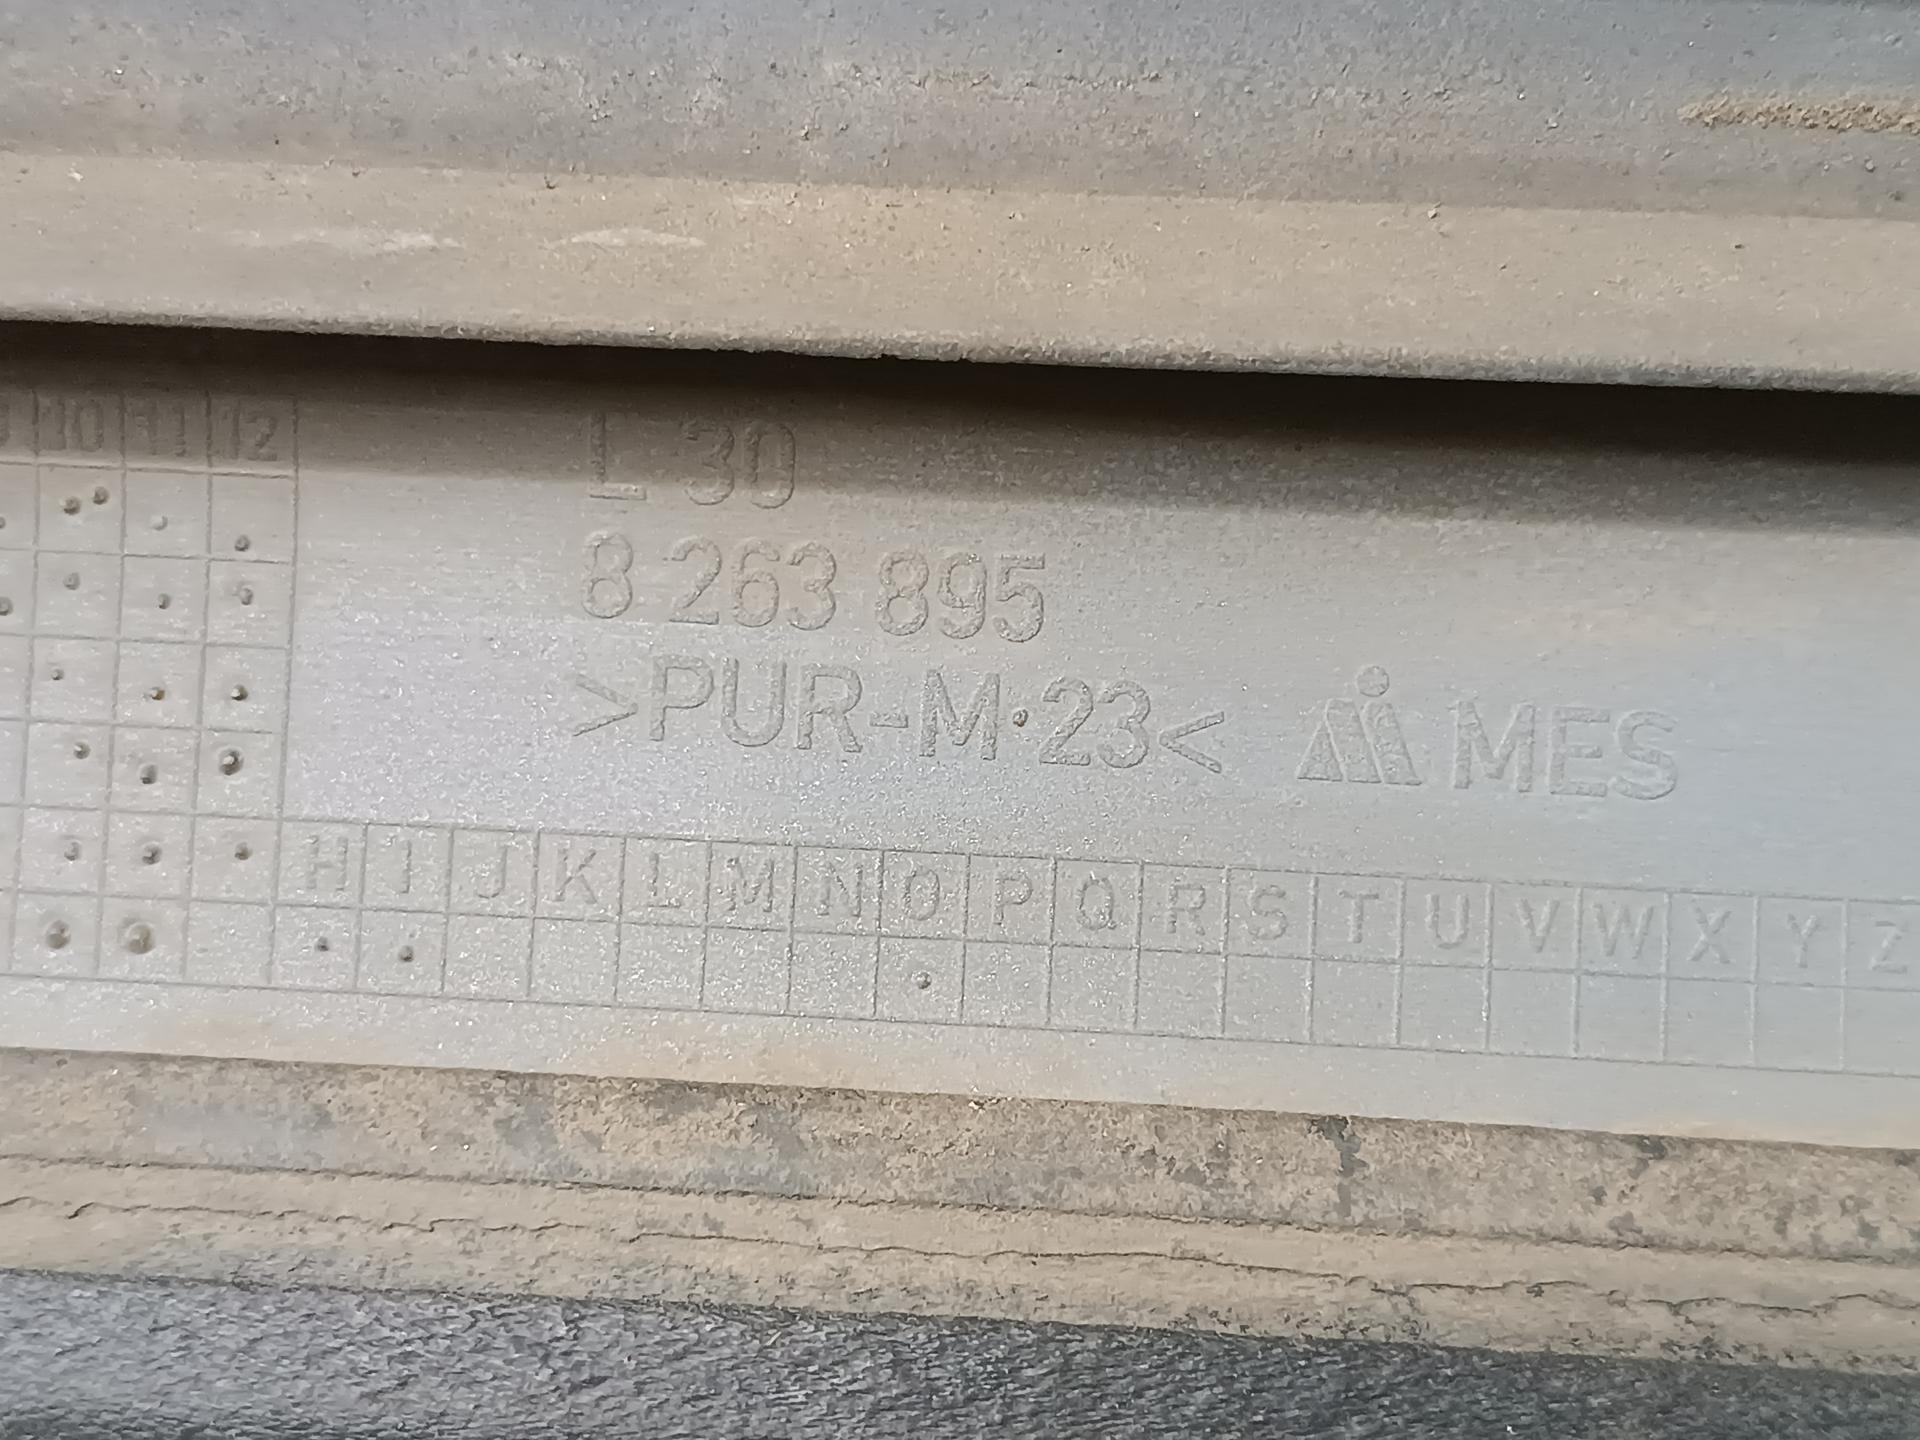 10 11 12
L 30
8 263 895
>PUR-M·23< MES
H I J K L M N O P Q R S T U V W X Y Z